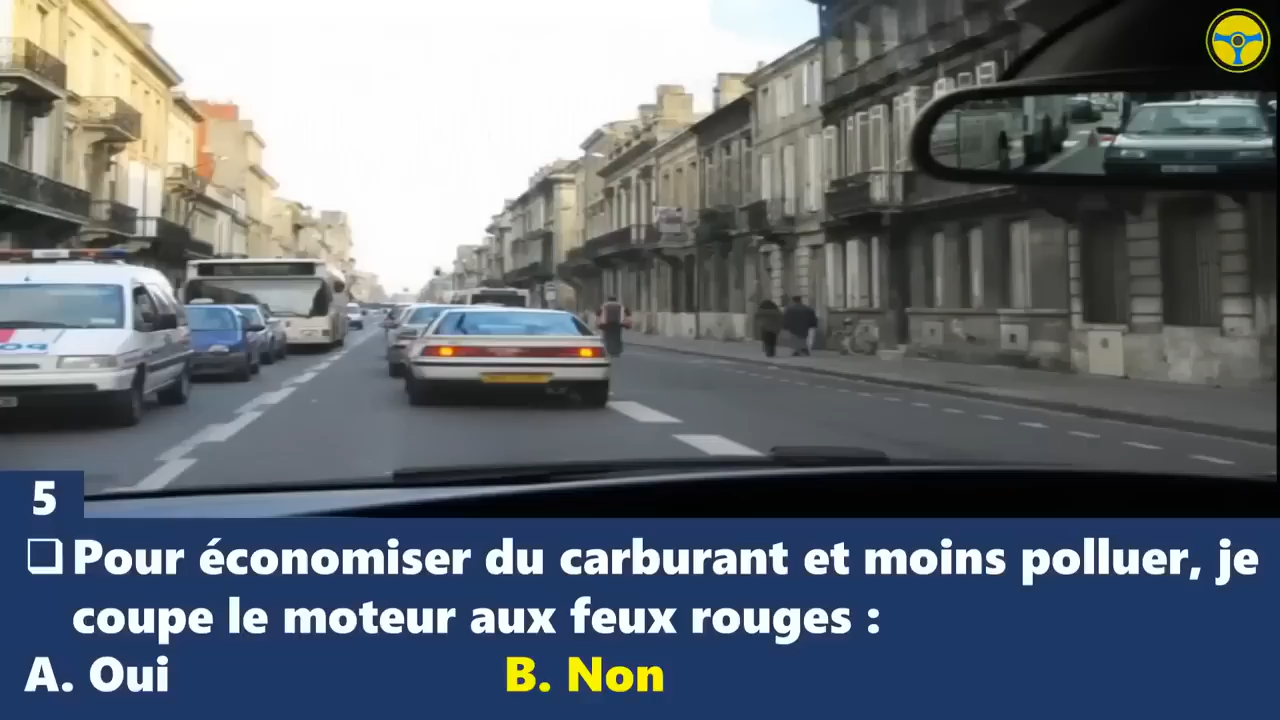 5
❑ Pour économiser du carburant et moins polluer, je
coupe le moteur aux feux rouges :
A. Oui
B. Non